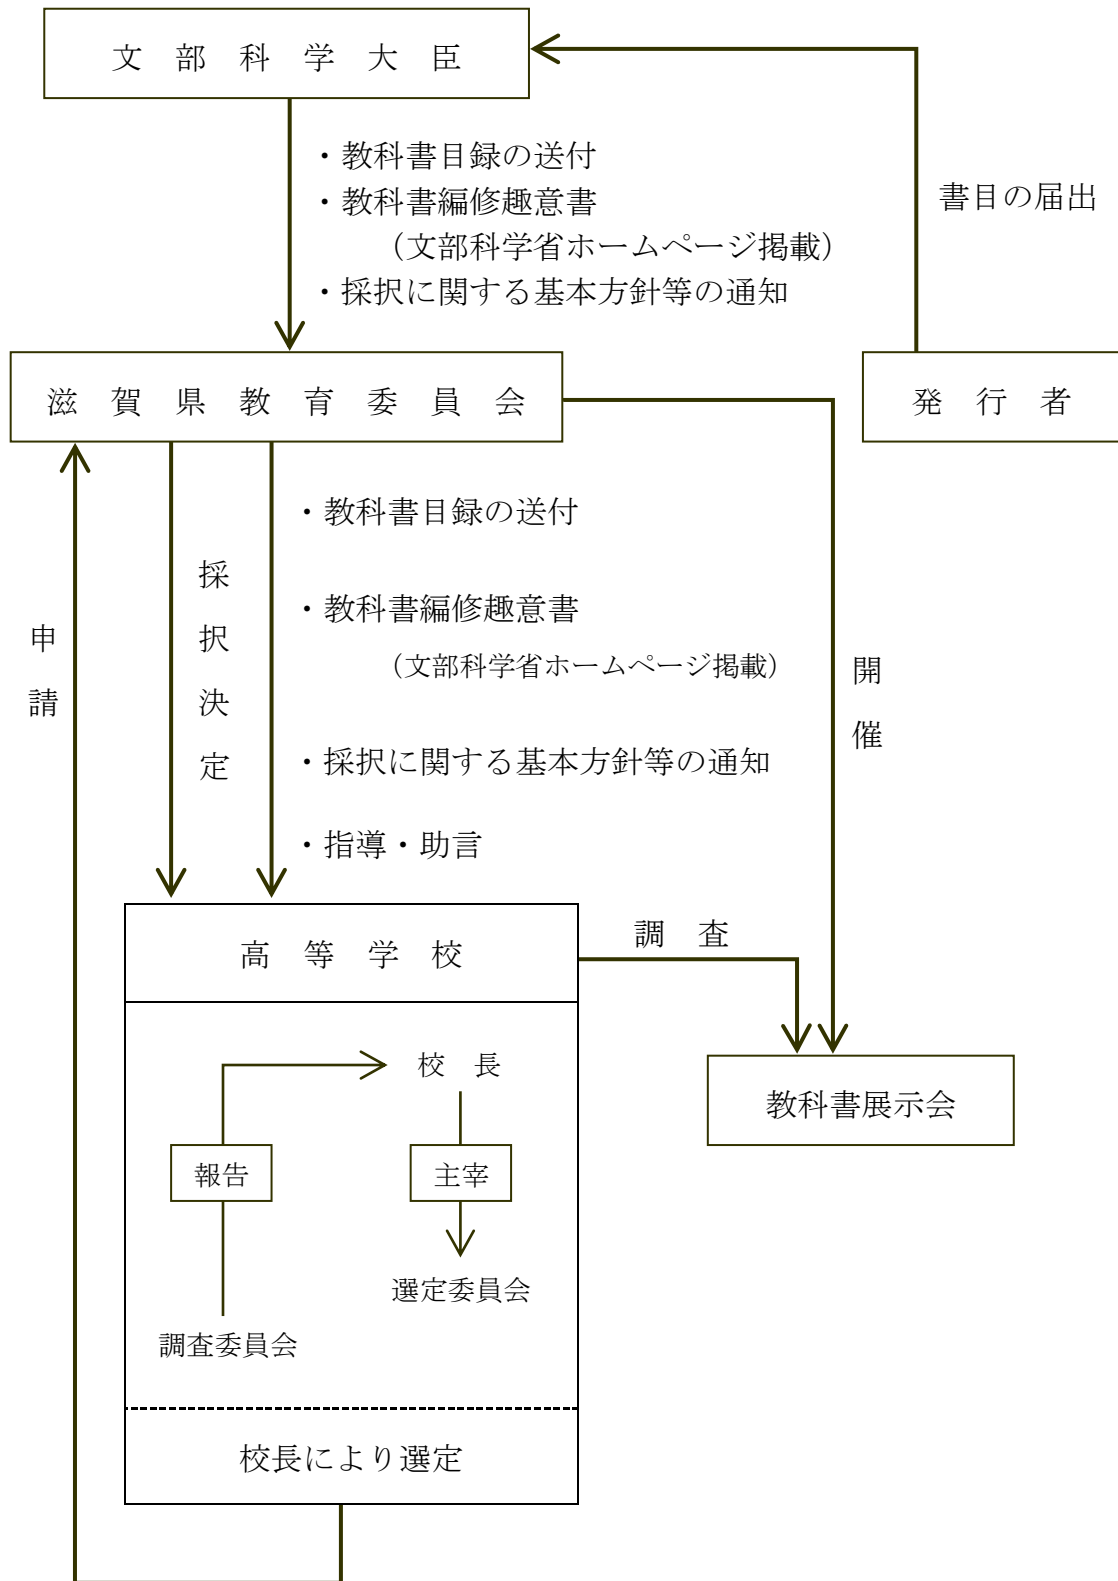 文部科学大臣
・教科書目録の送付
・教科書編修趣意書
（文部科学省ホームページ掲載）
・採択に関する基本方針等の通知
書目の届出
滋賀県教育委員会
発行者
申請
採択決定
・教科書目録の送付
・教科書編修趣意書
（文部科学省ホームページ掲載）
・採択に関する基本方針等の通知
・指導・助言
開催
高等学校
調査
校長
教科書展示会
報告
主宰
選定委員会
調査委員会
校長により選定